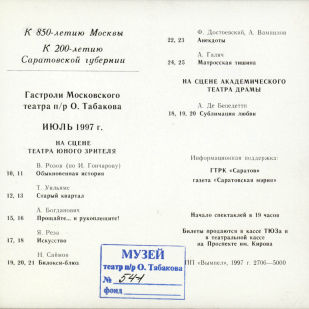 К 850-летию Москвы
К 200-летию
Саратовской губернии
Гастроли Московского
театра п/р О. Табакова
ИЮЛЬ 1997 г.
НА СЦЕНЕ
ТЕАТРА ЮНОГО ЗРИТЕЛЯ
В. Розов (по И. Гончарову)
10, 11 Обыкновенная история
Т. Уильямс
12, 13 Старый квартал
А. Богданович
15, 16 Прощайте... и рукоплещите!
Я. Реза
17, 18 Искусство
Н. Саймон
19, 20, 21 Билокси-блюз
МУЗЕЙ
театр п/р О. Табакова
№ 541
фонд
Ф. Достоевский, А. Вампилов
22, 23 Анекдоты
А. Галич
24, 25 Матросская тишина
НА СЦЕНЕ АКАДЕМИЧЕСКОГО
ТЕАТРА ДРАМЫ
А. Де Бенедетти
18, 19, 20 Сублимация любви
Информационная поддержка:
ГТРК «Саратов»
газета «Саратовская мэрия»
Начало спектаклей в 19 часов
Билеты продаются в кассе ТЮЗа и
в театральной кассе
на Проспекте им. Кирова
ГПП «Вымпел», 1997 г. 2706—5000